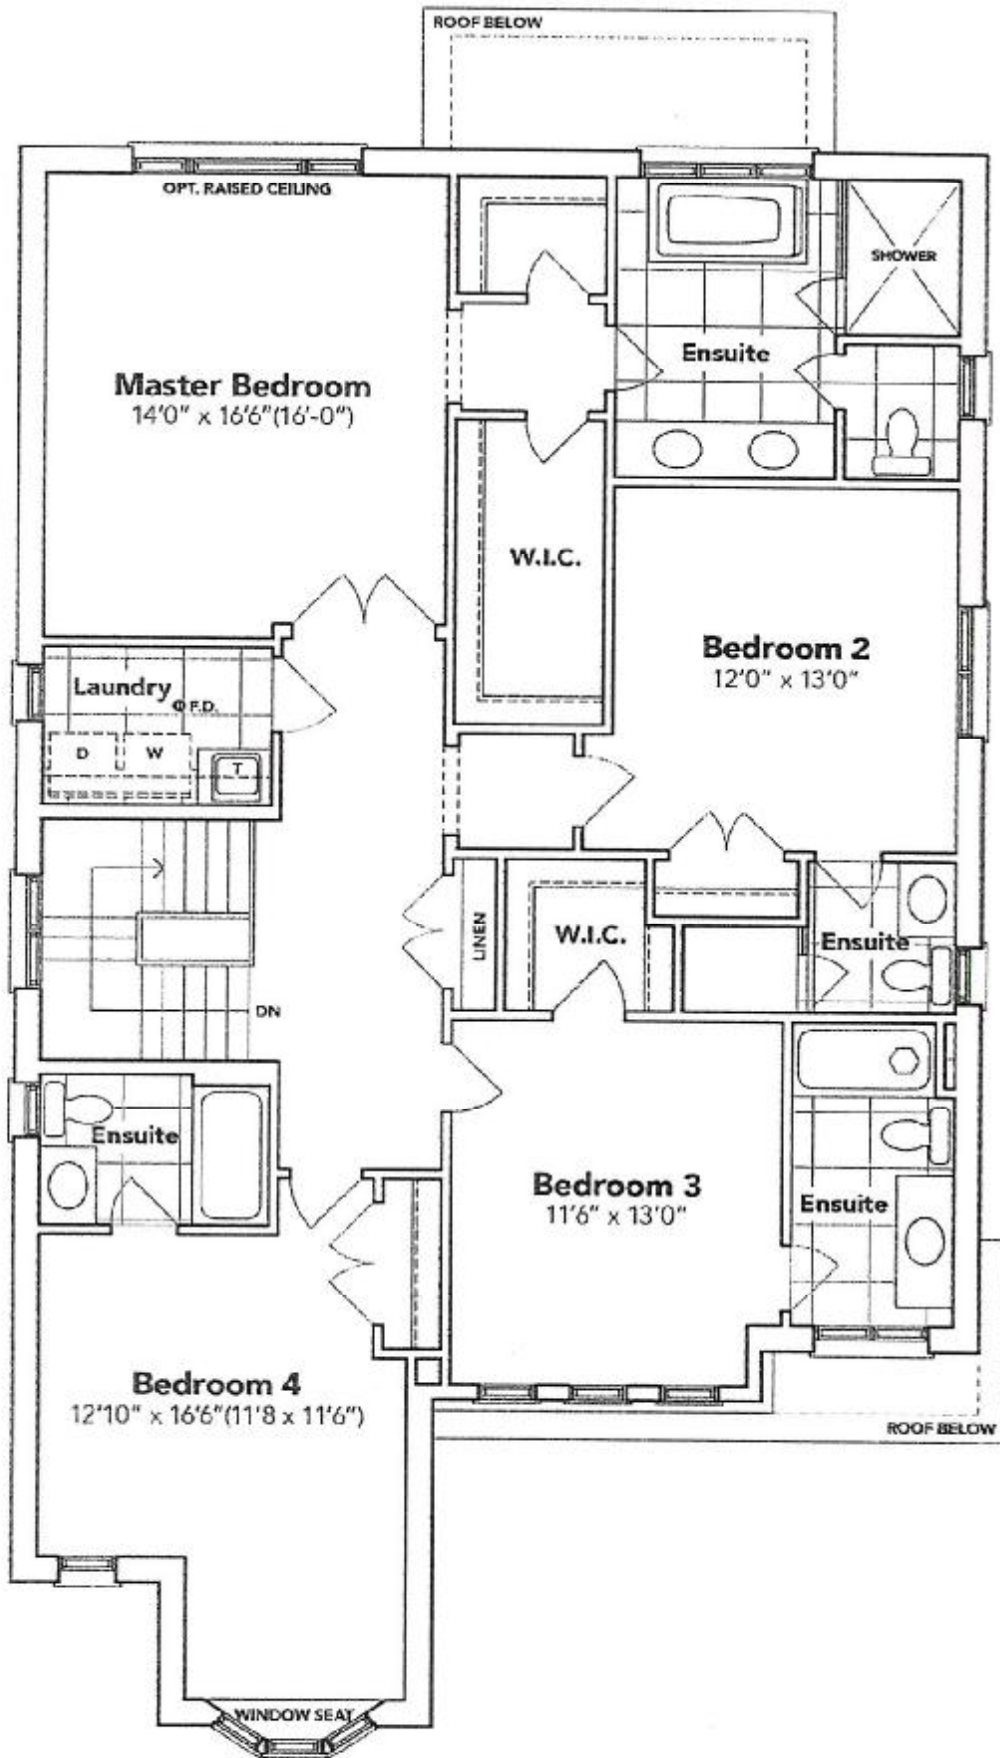 ROOF BELOW
OPT. RAISED CEILING
SHOWER
Ensuite
Master Bedroom
14'0" x 16'6"(16'-0")
W.I.C.
Bedroom 2
12'0" x 13'0"
Laundry
F.D.
D
W
T
LINEN
W.I.C.
Ensuite
DN
Ensuite
Bedroom 3
11'6" x 13'0"
Ensuite
Bedroom 4
12'10" x 16'6"(11'8 x 11'6")
ROOF BELOW
WINDOW SEAT